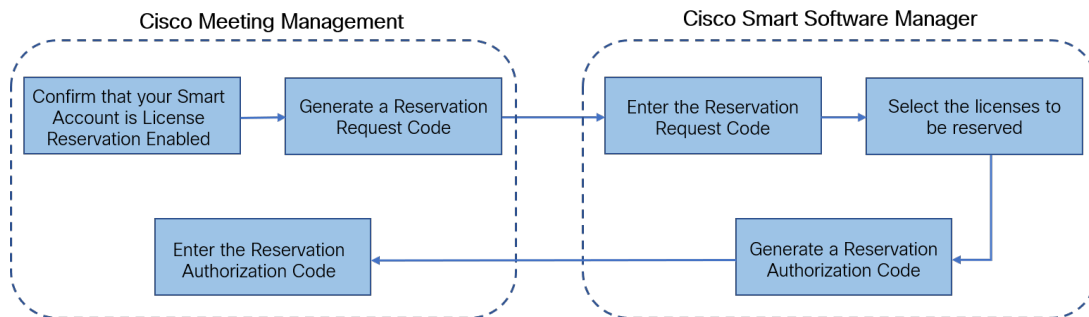 Cisco Meeting Management
Cisco Smart Software Manager
Confirm that your Smart
Account is License
Reservation Enabled
Generate a Reservation
Request Code
Enter the Reservation
Request Code
Select the licenses to
be reserved
Enter the Reservation
Authorization Code
Generate a Reservation
Authorization Code